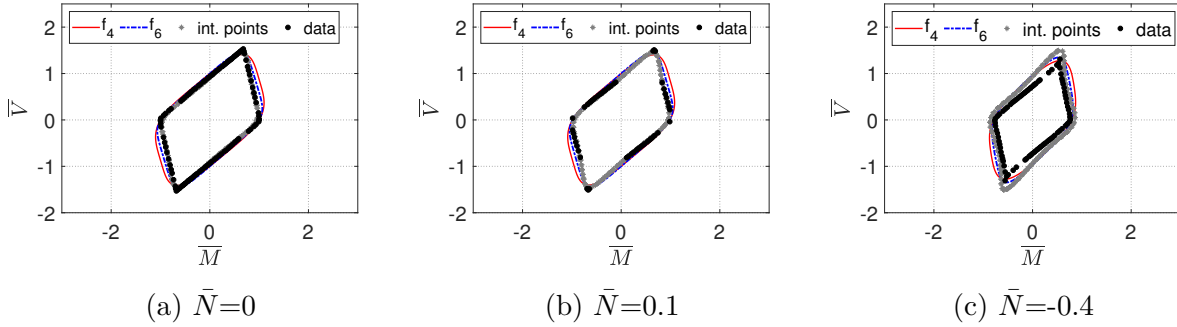 f4 f6 int. points data
2
1
0
-1
-2
V̅
-2 0 2
M̅
(a) N̄=0
f4 f6 int. points data
2
1
0
-1
-2
V̅
-2 0 2
M̅
(b) N̄=0.1
f4 f6 int. points data
2
1
0
-1
-2
V̅
-2 0 2
M̅
(c) N̄=-0.4